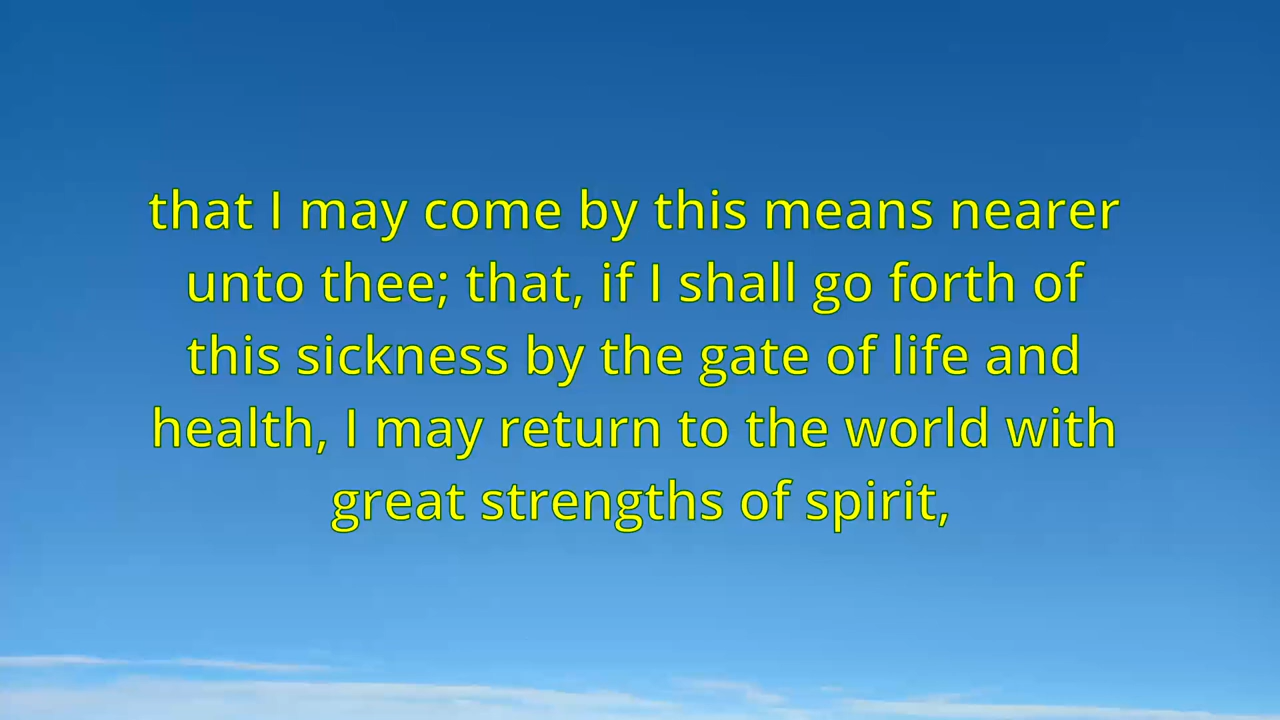 that I may come by this means nearer
unto thee; that, if I shall go forth of
this sickness by the gate of life and
health, I may return to the world with
great strengths of spirit,